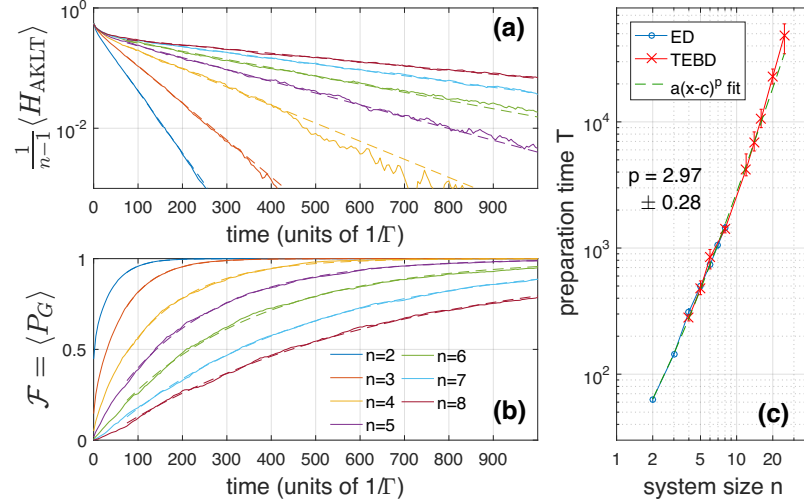 (a)
1/(n-1) ⟨H_AKLT⟩
10^0
10^-2
0 100 200 300 400 500 600 700 800 900
time (units of 1/Γ)
(b)
F = ⟨P_G⟩
1
0.5
0
n=2
n=3
n=4
n=5
n=6
n=7
n=8
0 100 200 300 400 500 600 700 800 900
time (units of 1/Γ)
ED
TEBD
a(x-c)^p fit
p = 2.97
± 0.28
preparation time T
10^4
10^3
10^2
1 2 5 10 20
system size n
(c)